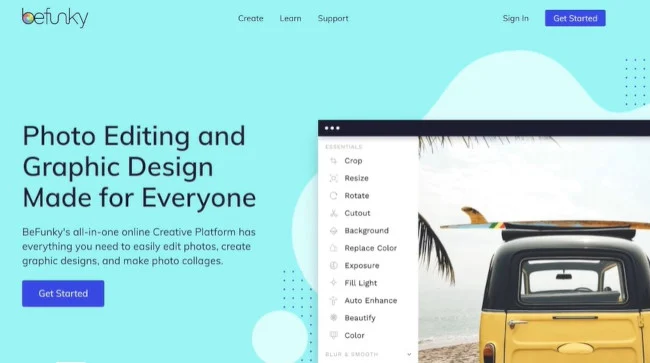 befunky
Create Learn Support
Sign In Get Started
Photo Editing and
Graphic Design
Made for Everyone
BeFunky's all-in-one online Creative Platform has
everything you need to easily edit photos, create
graphic designs, and make photo collages.
Get Started
ESSENTIALS
Crop
Resize
Rotate
Cutout
Background
Replace Color
Exposure
Fill Light
Auto Enhance
Beautify
Color
BLUR & SMOOTH